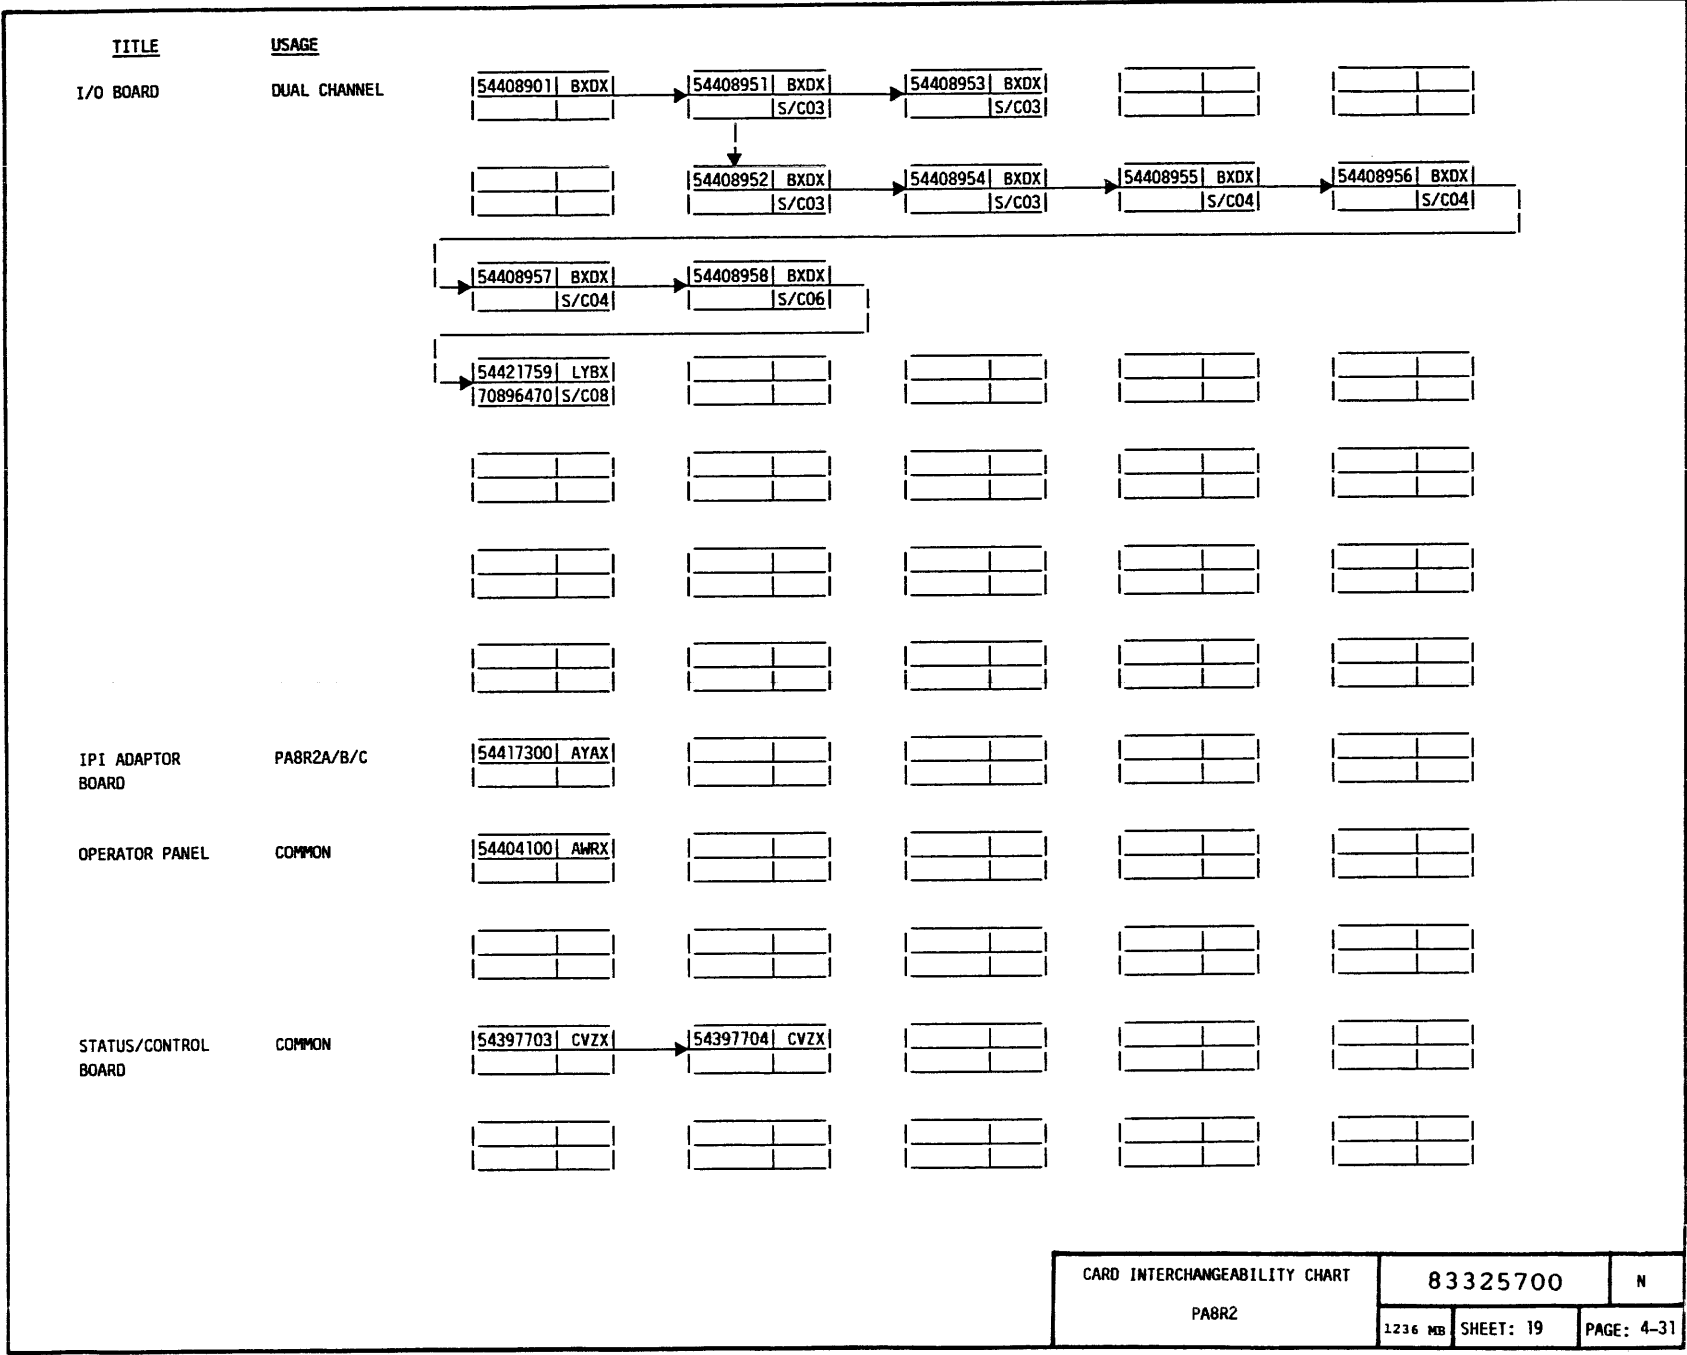 TITLE USAGE
I/O BOARD DUAL CHANNEL 54408901 BXDX 54408951 BXDX 54408953 BXDX
S/C03 S/C03
54408952 BXDX 54408954 BXDX 54408955 BXDX 54408956 BXDX
S/C03 S/C03 S/C04 S/C04
54408957 BXDX 54408958 BXDX
S/C04 S/C06
54421759 LYBX
70896470 S/C08
IPI ADAPTOR PA8R2A/B/C 54417300 AYAX
BOARD
OPERATOR PANEL COMMON 54404100 AWRX
STATUS/CONTROL COMMON 54397703 CVZX 54397704 CVZX
BOARD
CARD INTERCHANGEABILITY CHART 83325700 N
PA8R2
1236 MB SHEET: 19 PAGE: 4-31